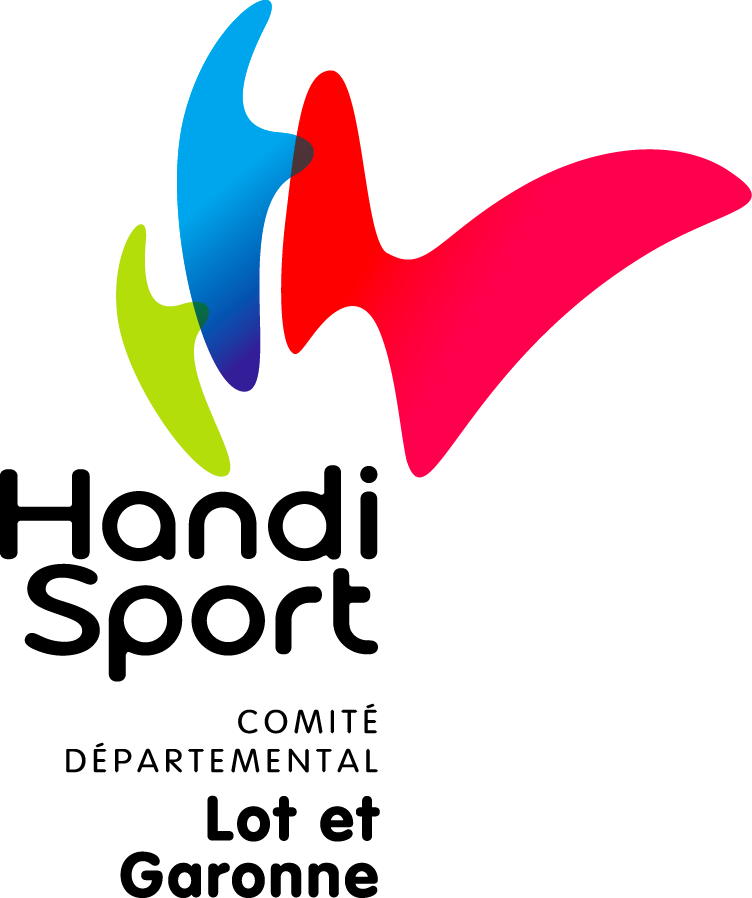 Handi
Sport
COMITÉ
DÉPARTEMENTAL
Lot et
Garonne